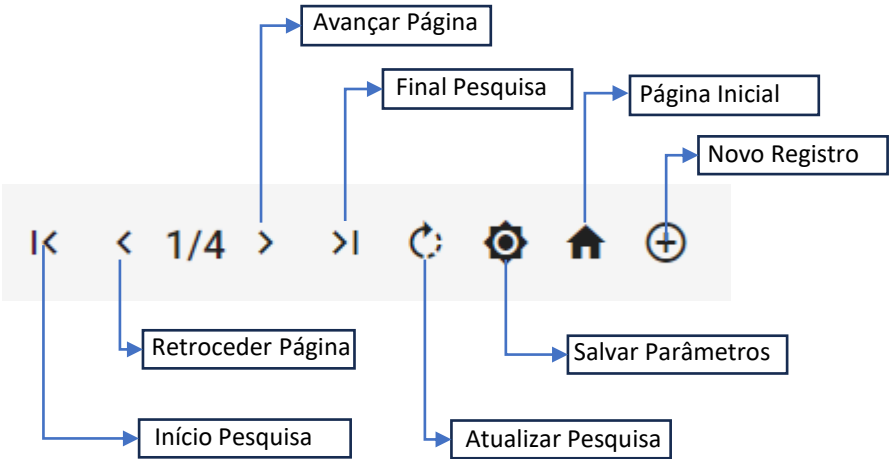 Avançar Página
Final Pesquisa
Página Inicial
Novo Registro
1/4
Retroceder Página
Salvar Parâmetros
Início Pesquisa
Atualizar Pesquisa